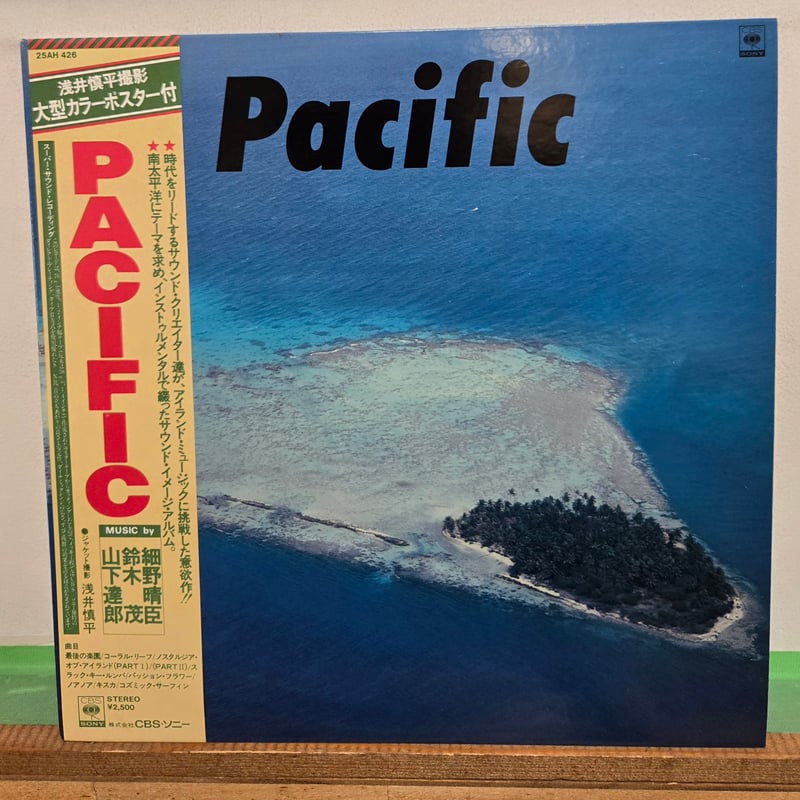 25AH 426
浅井慎平撮影
大型カラーポスター付
PACIFIC
★時代をリードするサウンド・クリエイター達が、アイランド・ミュージックに挑戦した意欲作!!
★南太平洋にテーマを求め、インストゥルメンタルで綴ったサウンド・イメージ・アルバム。
スーパー・サウンド・レコーディング
MUSIC by
細野晴臣
鈴木 茂
山下達郎
●ジャケット撮影 浅井慎平
曲目
最後の楽園/コーラル・リーフ/ノスタルジア・
オブ・アイランド(PART I)/(PART II)/ス
ラック・キー・ルンバ/パッション・フラワー/
ノアノア/キスカ/コズミック・サーフィン
CBS
SONY
STEREO
¥2,500
株式会社CBS・ソニー
Pacific
CBS
SONY